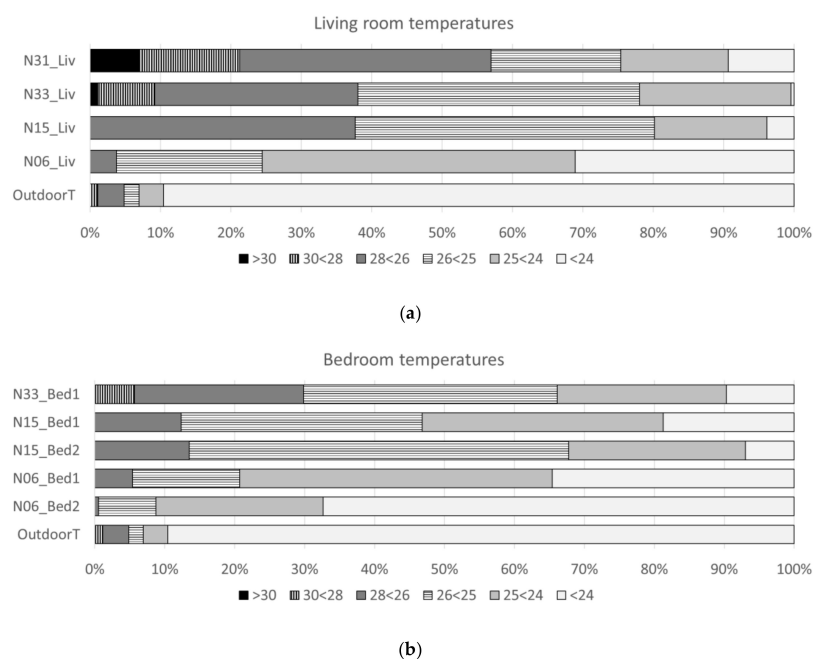 Living room temperatures
N31_Liv
N33_Liv
N15_Liv
N06_Liv
OutdoorT
0% 10% 20% 30% 40% 50% 60% 70% 80% 90% 100%
>30 30<28 28<26 26<25 25<24 <24
(a)
Bedroom temperatures
N33_Bed1
N15_Bed1
N15_Bed2
N06_Bed1
N06_Bed2
OutdoorT
0% 10% 20% 30% 40% 50% 60% 70% 80% 90% 100%
>30 30<28 28<26 26<25 25<24 <24
(b)